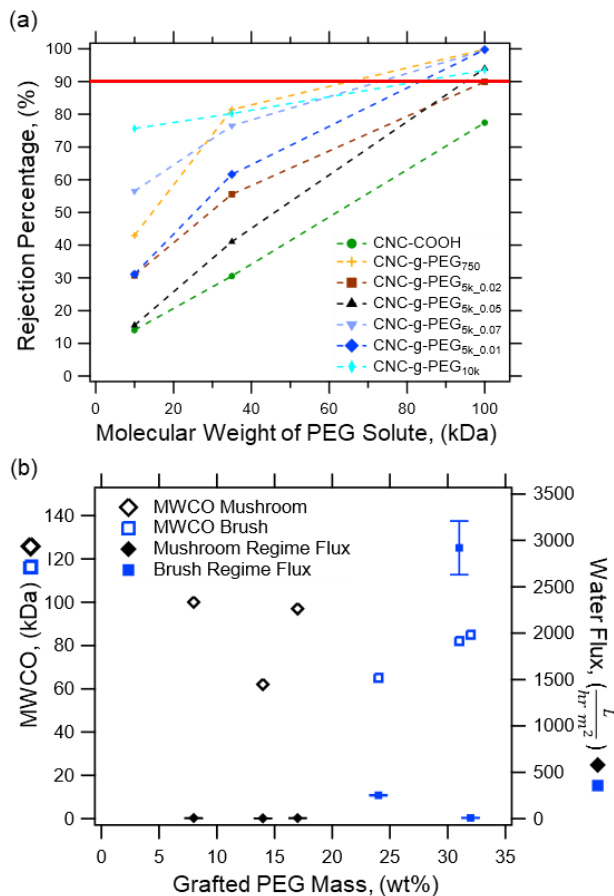 (a)
100
90
80
70
60
50
40
30
20
10
0
Rejection Percentage, (%)
CNC-COOH
CNC-g-PEG750
CNC-g-PEG5k_0.02
CNC-g-PEG5k_0.05
CNC-g-PEG5k_0.07
CNC-g-PEG5k_0.01
CNC-g-PEG10k
0 20 40 60 80 100
Molecular Weight of PEG Solute, (kDa)
(b)
MWCO Mushroom
MWCO Brush
Mushroom Regime Flux
Brush Regime Flux
140
120
100
80
60
40
20
0
MWCO, (kDa)
3500
3000
2500
2000
1500
1000
500
0
Water Flux, (L/hr m²)
0 5 10 15 20 25 30 35
Grafted PEG Mass, (wt%)